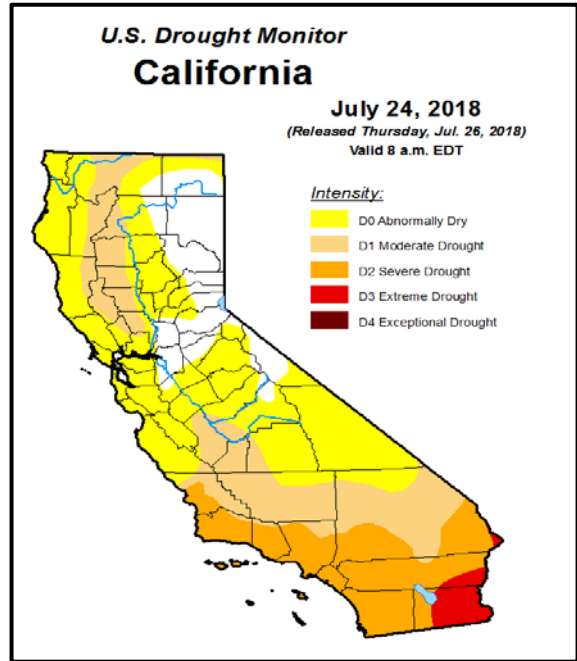 U.S. Drought Monitor
California
July 24, 2018
(Released Thursday, Jul. 26, 2018)
Valid 8 a.m. EDT
Intensity:
D0 Abnormally Dry
D1 Moderate Drought
D2 Severe Drought
D3 Extreme Drought
D4 Exceptional Drought